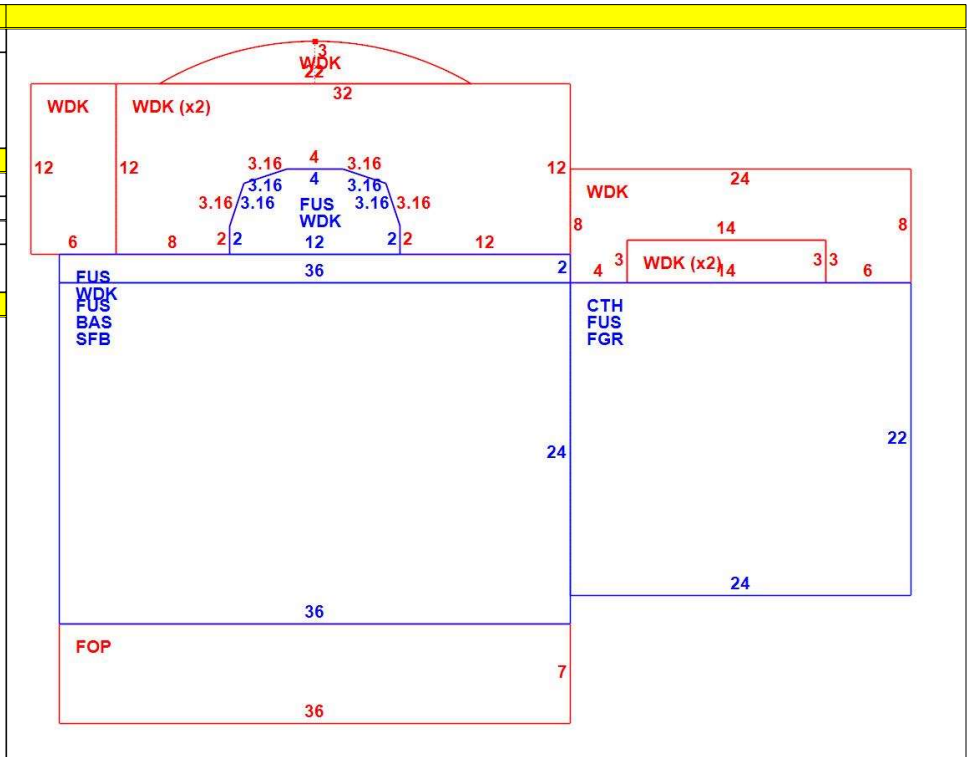 3
WDK
22
32
WDK WDK (x2)
3.16 4 3.16
12 12 12
4
24
3.16 3.16
WDK
3.16 3.16 FUS 3.16 3.16
WDK
8 8
14
6 8 2 2 12 2 2 12
3 WDK (x2) 3 3
36 2
4 14 6
FUS
WDK
FUS
BAS
SFB
CTH
FUS
FGR
24
22
24
36
FOP
7
36